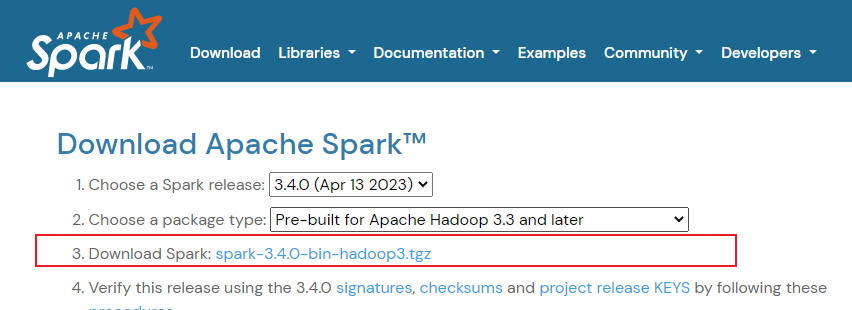 APACHE
Spark™
Download Libraries Documentation Examples Community Developers
Download Apache Spark™
1. Choose a Spark release: 3.4.0 (Apr 13 2023)
2. Choose a package type: Pre-built for Apache Hadoop 3.3 and later
3. Download Spark: spark-3.4.0-bin-hadoop3.tgz
4. Verify this release using the 3.4.0 signatures, checksums and project release KEYS by following these
procedures.